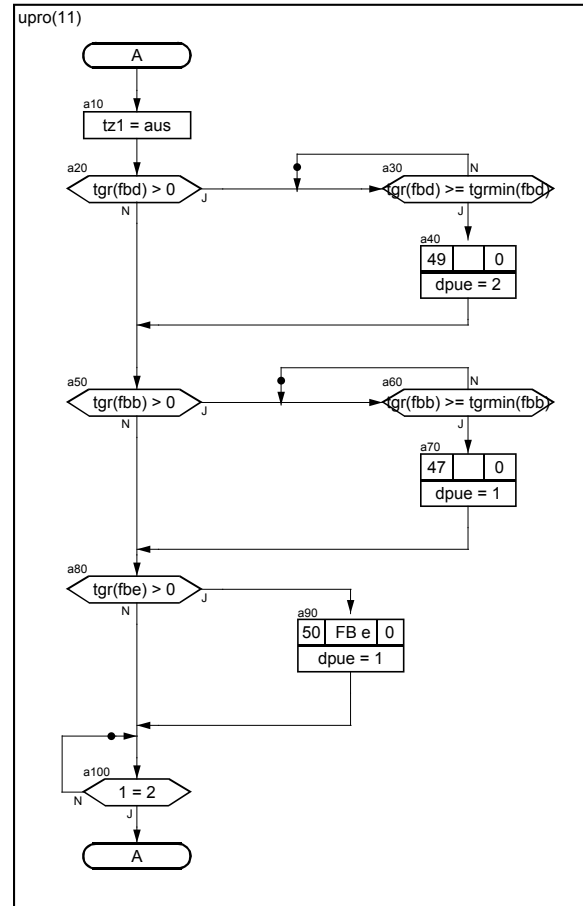 upro(11)
A
a10
tz1 = aus
a20
tgr(fbd) > 0
N
J
a30
N
tgr(fbd) >= tgrmin(fbd)
J
a40
49 0
dpue = 2
a50
tgr(fbb) > 0
N
J
a60
N
tgr(fbb) >= tgrmin(fbb)
J
a70
47 0
dpue = 1
a80
tgr(fbe) > 0
N
J
a90
50 FB e 0
dpue = 1
a100
1 = 2
N
J
A